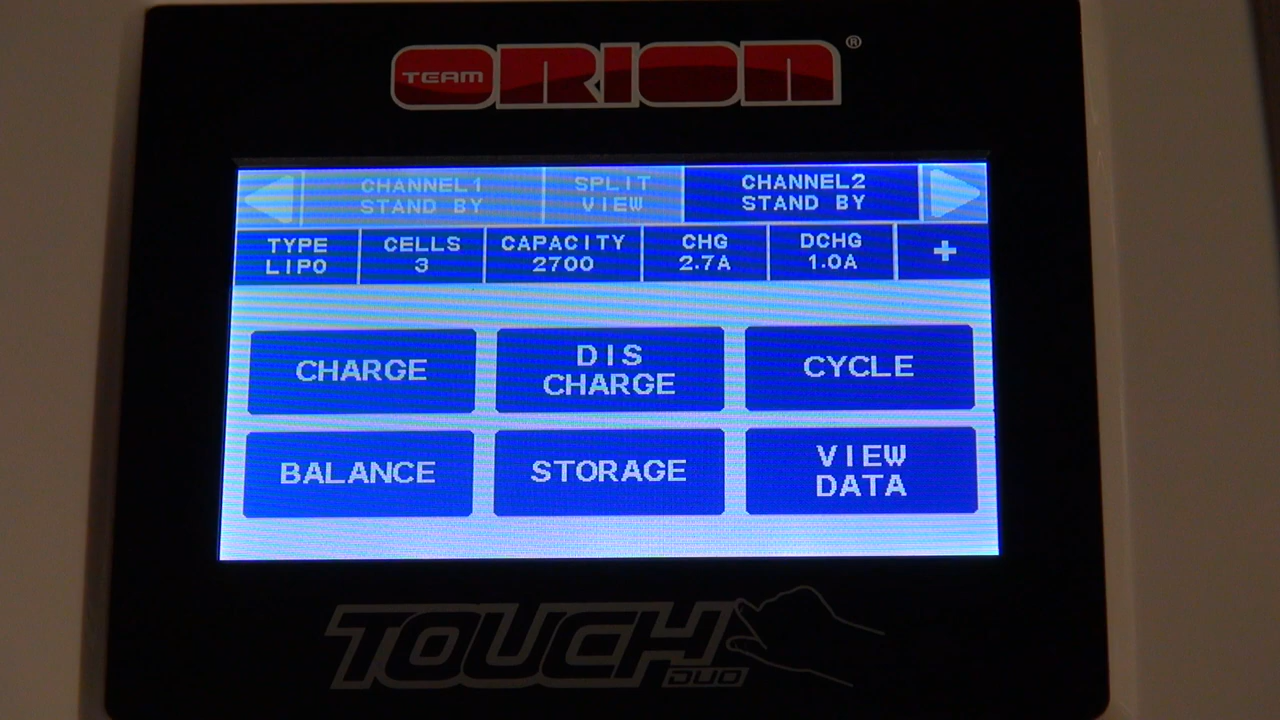 TEAM ORION ®
CHANNEL1 STAND BY
SPLIT VIEW
CHANNEL2 STAND BY
TYPE LIPO
CELLS 3
CAPACITY 2700
CHG 2.7A
DCHG 1.0A
+
CHARGE
DIS CHARGE
CYCLE
BALANCE
STORAGE
VIEW DATA
TOUCH
DUO